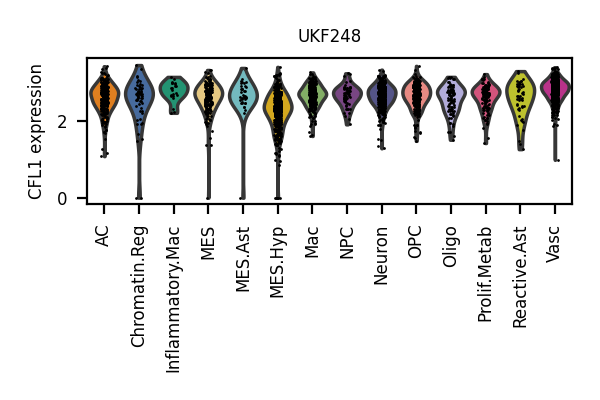 UKF248
CFL1 expression
2
0
AC
Chromatin.Reg
Inflammatory.Mac
MES
MES.Ast
MES.Hyp
Mac
NPC
Neuron
OPC
Oligo
Prolif.Metab
Reactive.Ast
Vasc